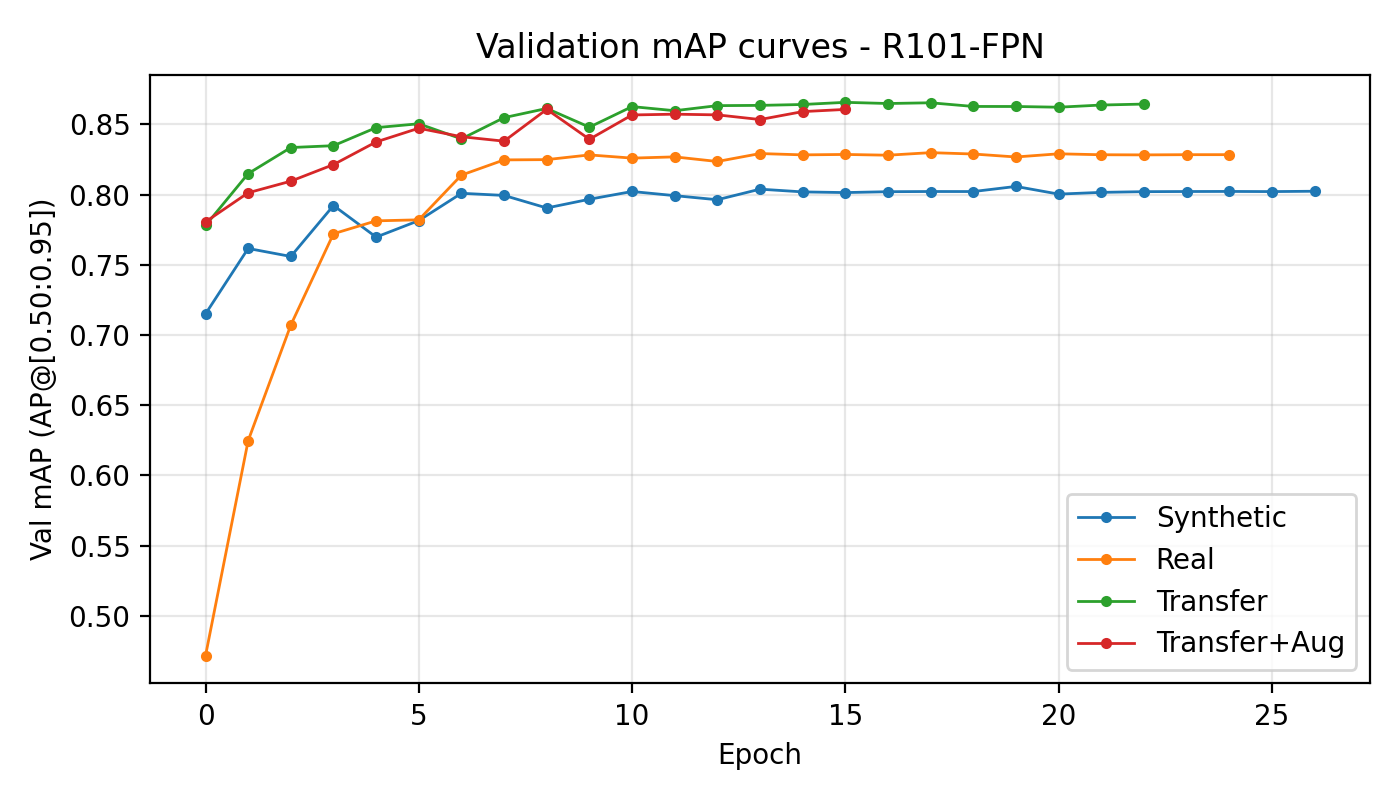 Validation mAP curves - R101-FPN
Val mAP (AP@[0.50:0.95])
0.85
0.80
0.75
0.70
0.65
0.60
0.55
0.50
0
5
10
15
20
25
Epoch
Synthetic
Real
Transfer
Transfer+Aug